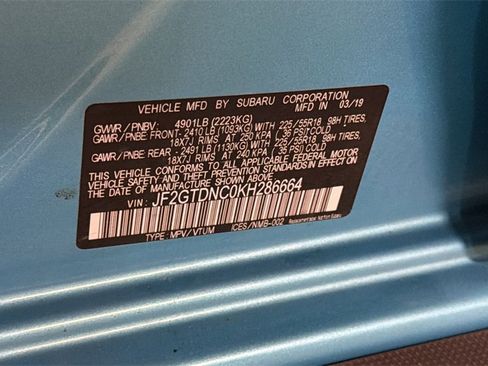 VEHICLE MFD BY SUBARU CORPORATION
MFD IN 03/19
GVWR / PNBV: 4901LB (2223KG)
GAWR / PNBE FRONT: 2410 LB (1093KG) WITH 225/55R18 98H TIRES,
18X7J RIMS AT 250 KPA / 36 PSI COLD
GAWR / PNBE REAR : 2491 LB (1130KG) WITH 225/55R18 98H TIRES,
18X7J RIMS AT 240 KPA / 35 PSI COLD
THIS VEHICLE CONFORMS TO ALL APPLICABLE FEDERAL MOTOR
VEHICLE SAFETY, BUMPER, AND THEFT PREVENTION STANDARDS
IN EFFECT ON THE DATE OF MANUFACTURE SHOWN ABOVE.
VIN : JF2GTDNC0KH286664
TYPE: MPV/VTUM ICES/NMB-002